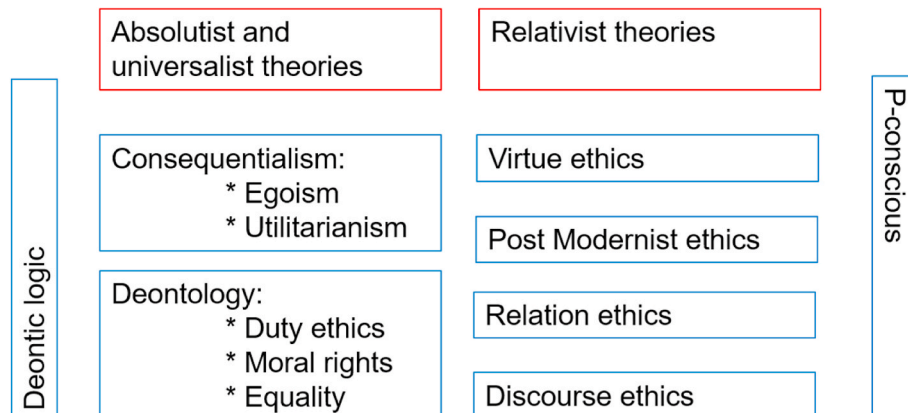 Absolutist and
universalist theories
Relativist theories
Deontic logic
Consequentialism:
* Egoism
* Utilitarianism
Deontology:
* Duty ethics
* Moral rights
* Equality
Virtue ethics
Post Modernist ethics
Relation ethics
Discourse ethics
P-conscious